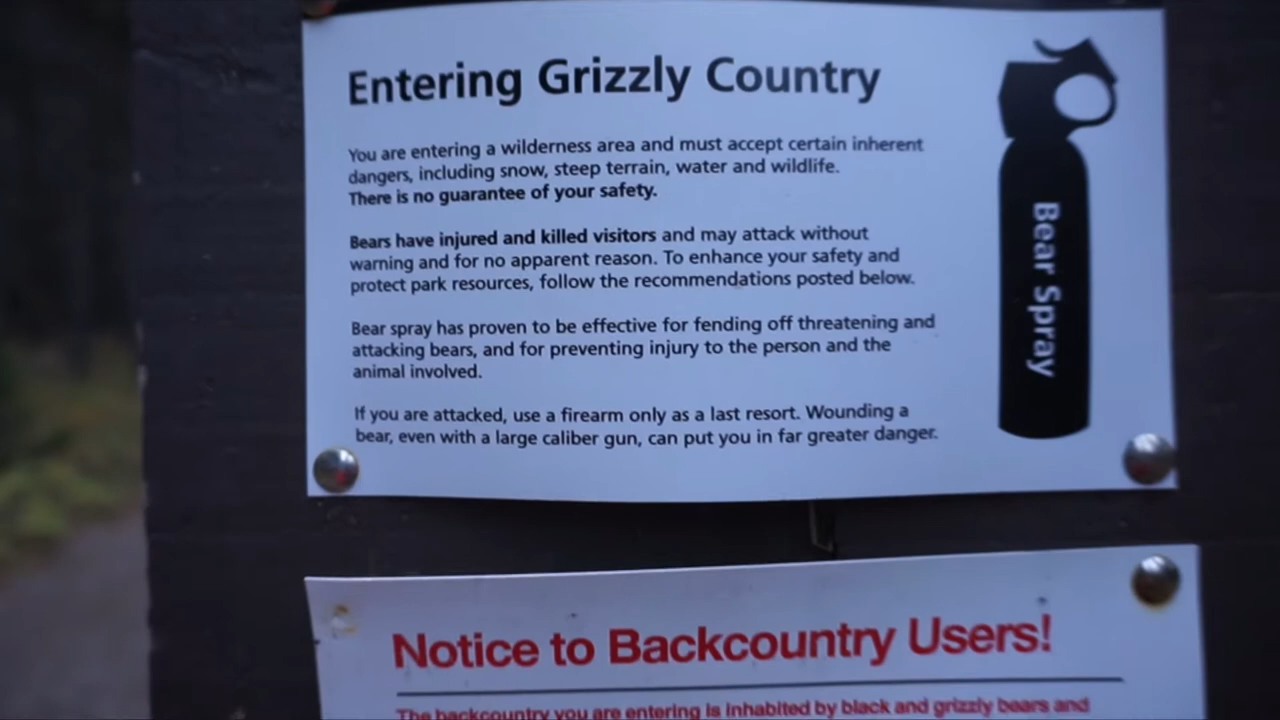 Entering Grizzly Country
You are entering a wilderness area and must accept certain inherent
dangers, including snow, steep terrain, water and wildlife.
There is no guarantee of your safety.
Bears have injured and killed visitors and may attack without
warning and for no apparent reason. To enhance your safety and
protect park resources, follow the recommendations posted below.
Bear spray has proven to be effective for fending off threatening and
attacking bears, and for preventing injury to the person and the
animal involved.
If you are attacked, use a firearm only as a last resort. Wounding a
bear, even with a large caliber gun, can put you in far greater danger.
Bear Spray
Notice to Backcountry Users!
The backcountry you are entering is inhabited by black and grizzly bears and